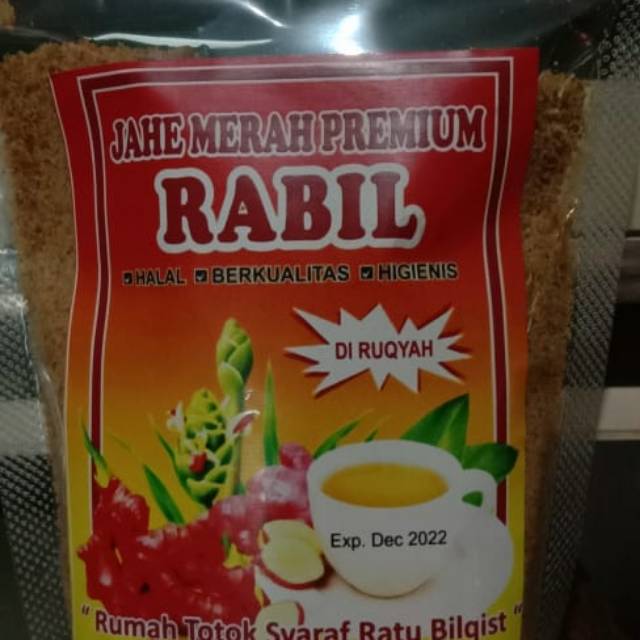 JAHE MERAH PREMIUM
RABIL
HALAL BERKUALITAS HIGIENIS
DI RUQYAH
Exp. Dec 2022
"Rumah Totok Syaraf Ratu Bilqist"